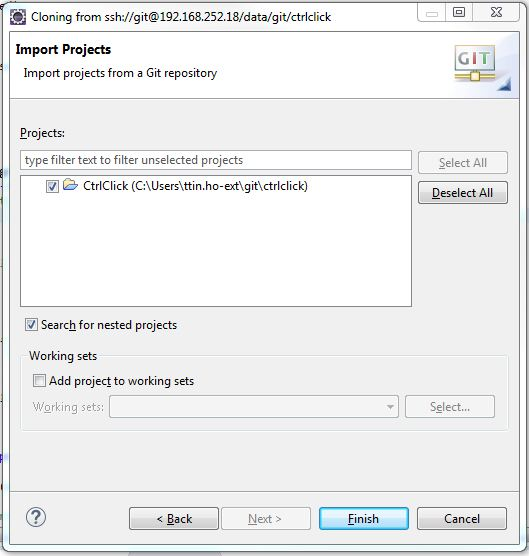 Cloning from ssh://git@192.168.252.18/data/git/ctrlclick
Import Projects
Import projects from a Git repository
GIT
Projects:
type filter text to filter unselected projects
Select All
CtrlClick (C:\Users\ttin.ho-ext\git\ctrlclick)
Deselect All
Search for nested projects
Working sets
Add project to working sets
Working sets:
Select...
?
< Back
Next >
Finish
Cancel